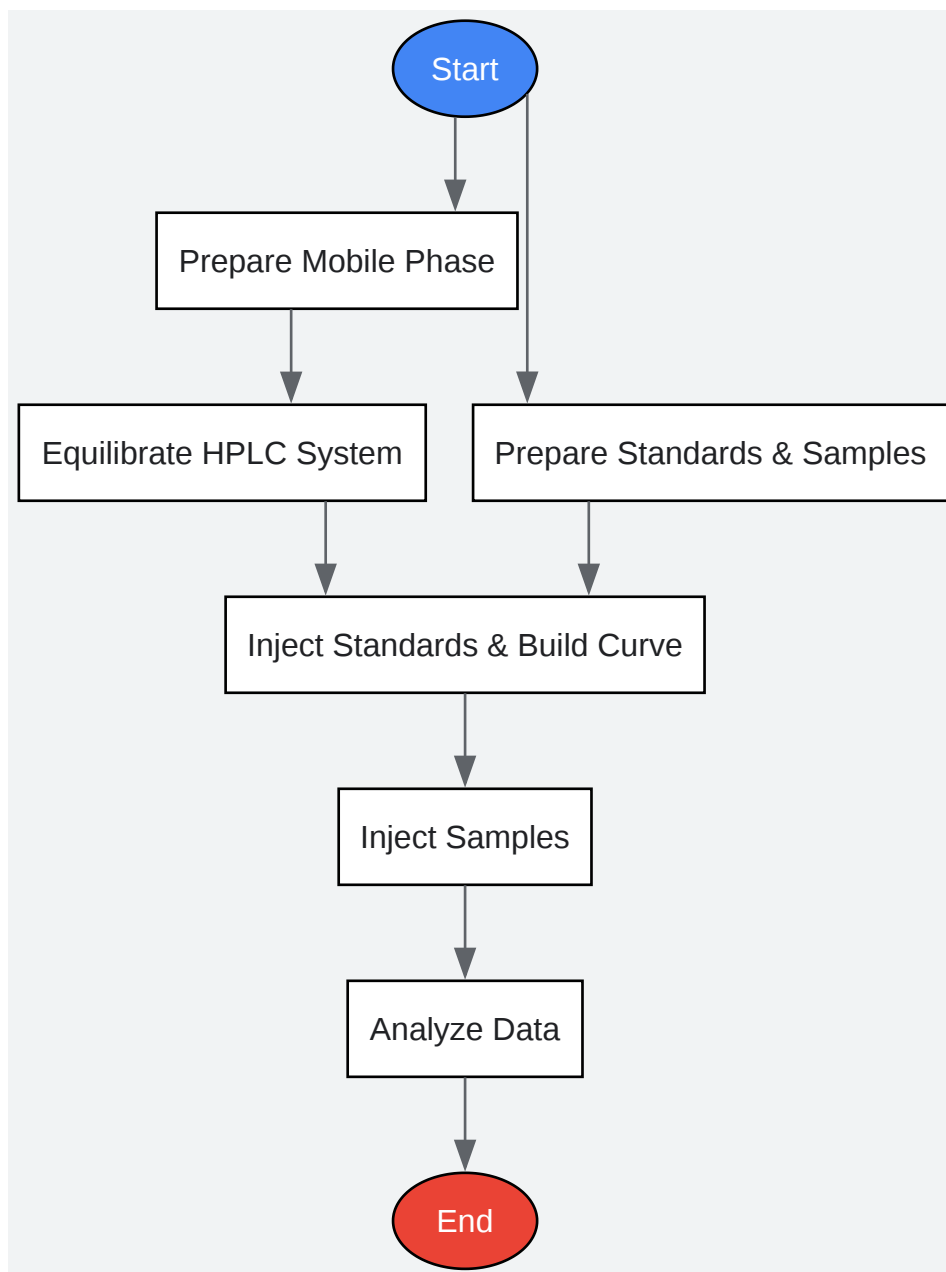 Start
Prepare Mobile Phase
Equilibrate HPLC System
Prepare Standards & Samples
Inject Standards & Build Curve
Inject Samples
Analyze Data
End